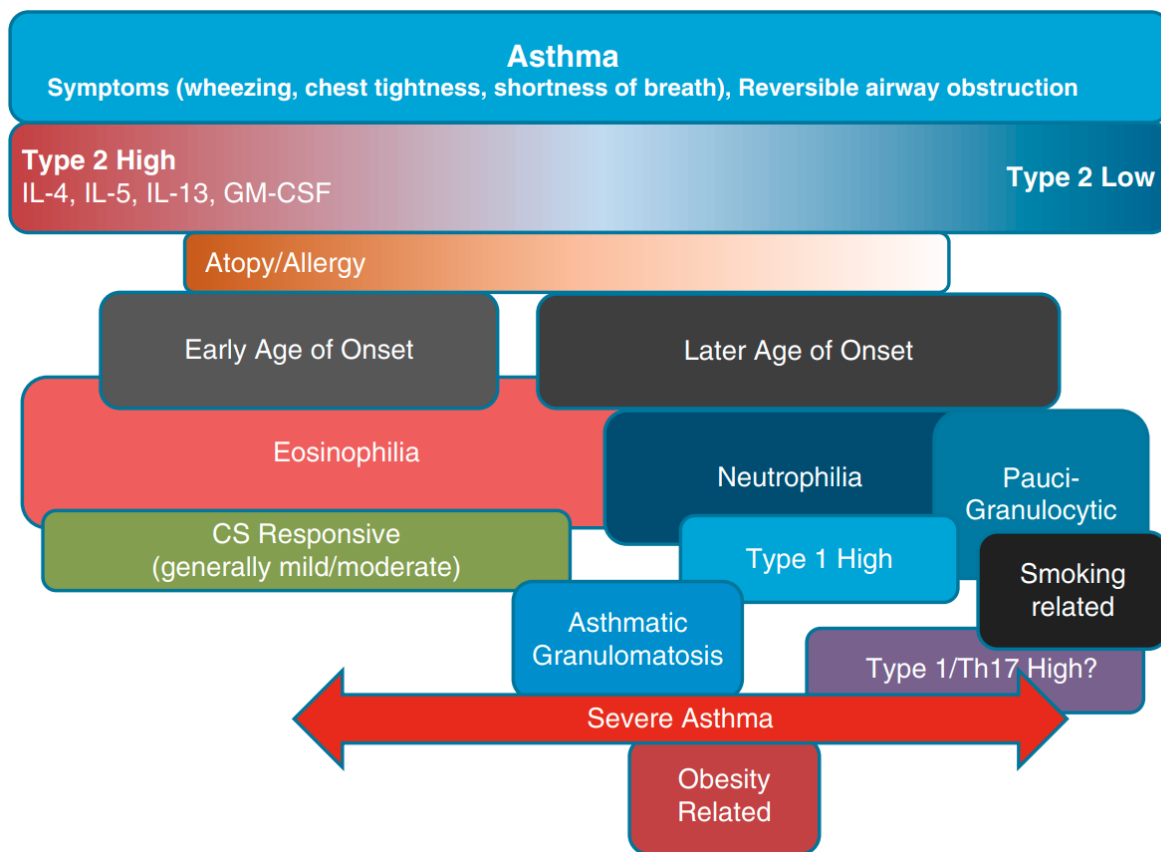 Asthma
Symptoms (wheezing, chest tightness, shortness of breath), Reversible airway obstruction
Type 2 High
IL-4, IL-5, IL-13, GM-CSF
Type 2 Low
Atopy/Allergy
Early Age of Onset
Later Age of Onset
Eosinophilia
Neutrophilia
Pauci-
Granulocytic
CS Responsive
(generally mild/moderate)
Type 1 High
Smoking
related
Asthmatic
Granulomatosis
Type 1/Th17 High?
Severe Asthma
Obesity
Related